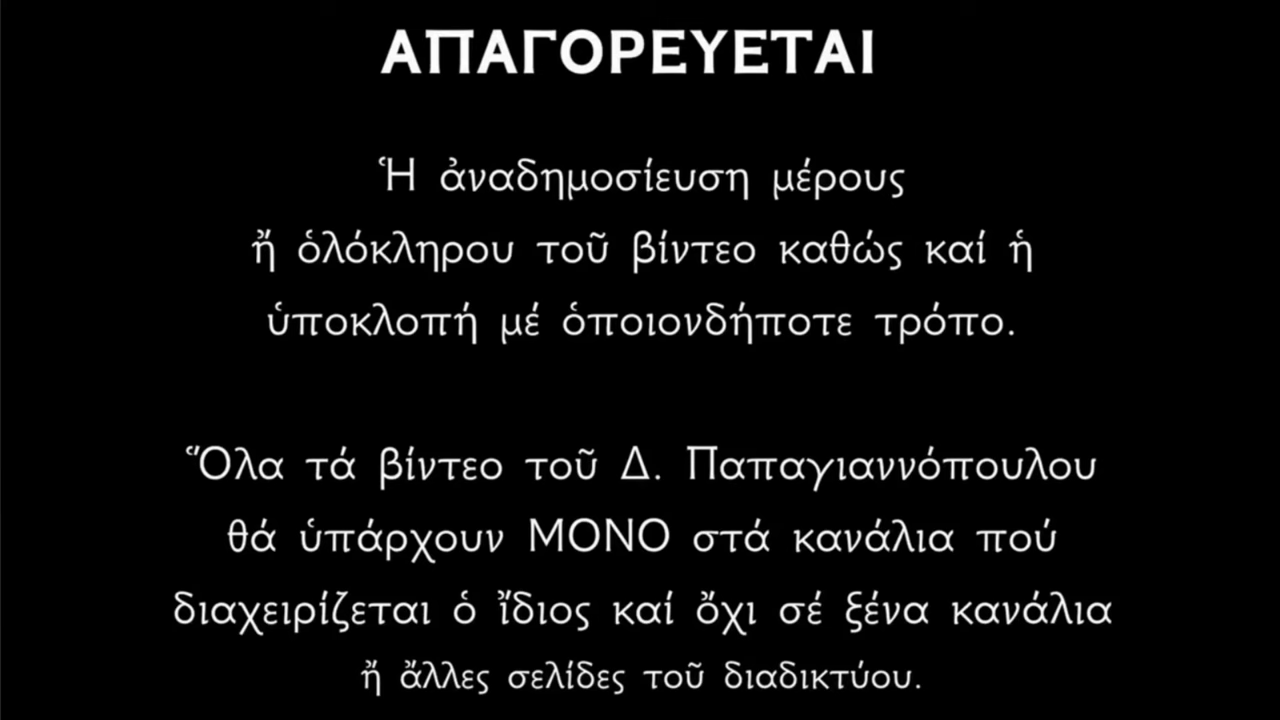 ΑΠΑΓΟΡΕΥΕΤΑΙ
Ἡ ἀναδημοσίευση μέρους
ἤ ὁλόκληρου τοῦ βίντεο καθώς καί ἡ
ὑποκλοπή μέ ὁποιονδήποτε τρόπο.
Ὅλα τά βίντεο τοῦ Δ. Παπαγιαννόπουλου
θά ὑπάρχουν ΜΟΝΟ στά κανάλια πού
διαχειρίζεται ὁ ἴδιος καί ὄχι σέ ξένα κανάλια
ἤ ἄλλες σελίδες τοῦ διαδικτύου.